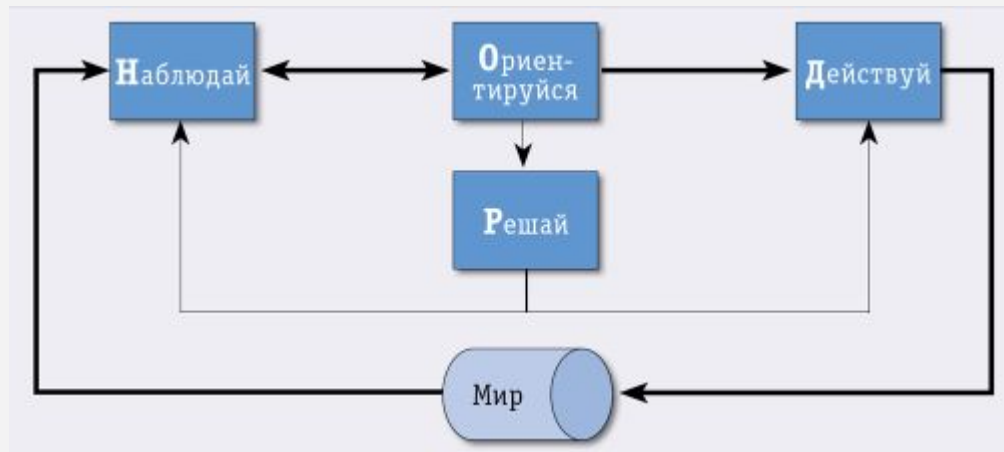 Наблюдай
Ориен-
тируйся
Действуй
Решай
Мир